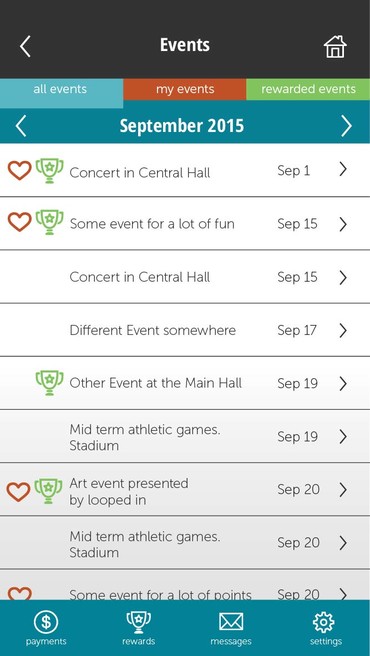 Events
all events
my events
rewarded events
September 2015
Concert in Central Hall Sep 1
Some event for a lot of fun Sep 15
Concert in Central Hall Sep 15
Different Event somewhere Sep 17
Other Event at the Main Hall Sep 19
Mid term athletic games. Sep 19
Stadium
Art event presented Sep 20
by looped in
Mid term athletic games. Sep 20
Stadium
Some event for a lot of points Sep 20
payments
rewards
messages
settings